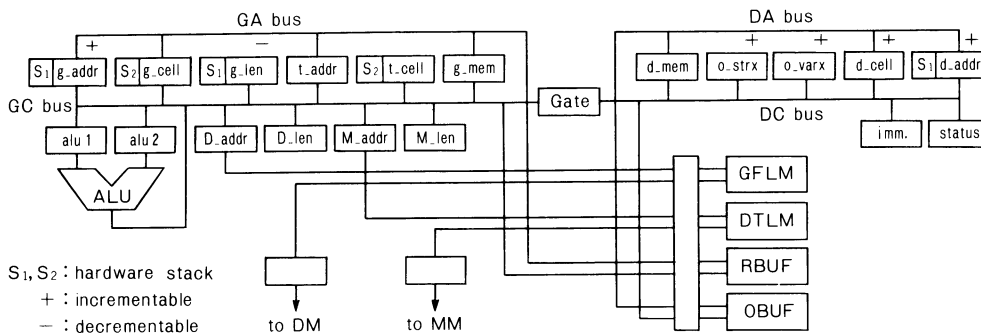 GA bus
DA bus
+ − + + + +
S₁ g_addr S₂ g_cell S₁ g_len t_addr S₂ t_cell g_mem
d_mem o_strx o_varx d_cell S₁ d_addr
GC bus
Gate
DC bus
alu 1 alu 2 D_addr D_len M_addr M_len
imm. status
ALU
GFLM
DTLM
RBUF
OBUF
S₁, S₂ : hardware stack
+ : incrementable
− : decrementable
to DM
to MM